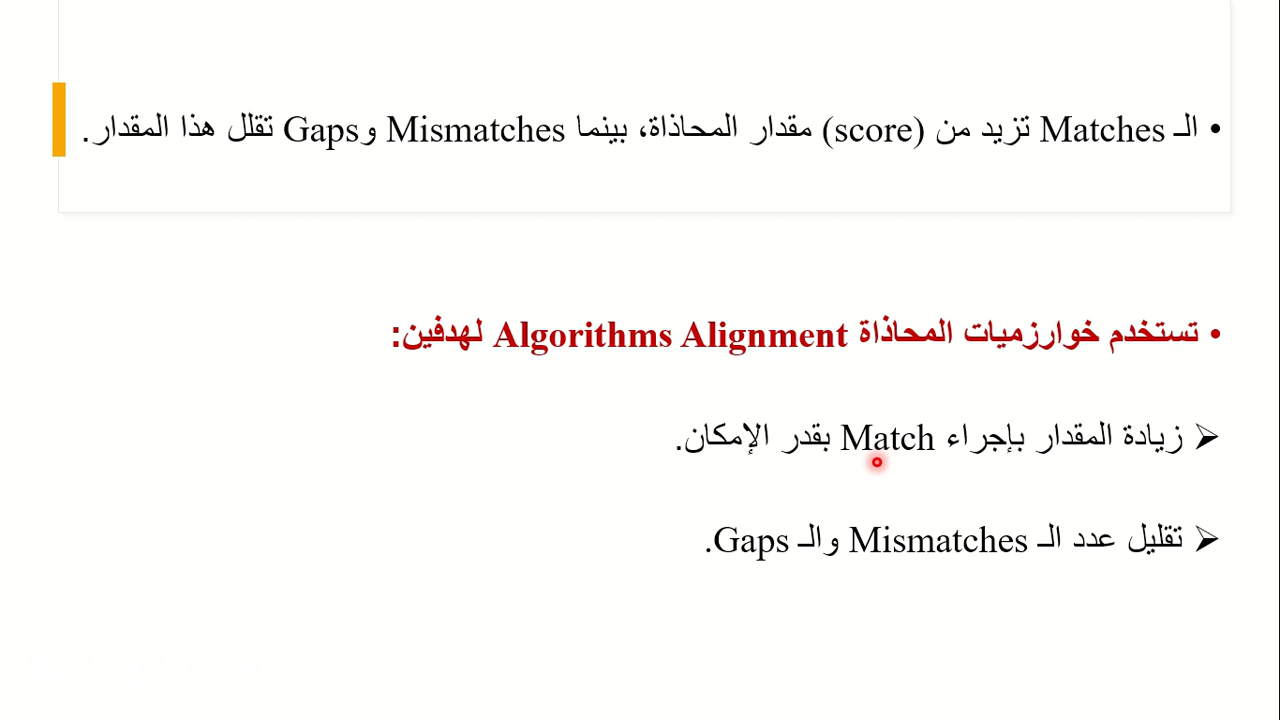 • الـ Matches تزيد من (score) مقدار المحاذاة، بينما Mismatches وGaps تقلل هذا المقدار.
• تستخدم خوارزميات المحاذاة Algorithms Alignment لهدفين:
➢ زيادة المقدار بإجراء Match بقدر الإمكان.
➢ تقليل عدد الـ Mismatches والـ Gaps.